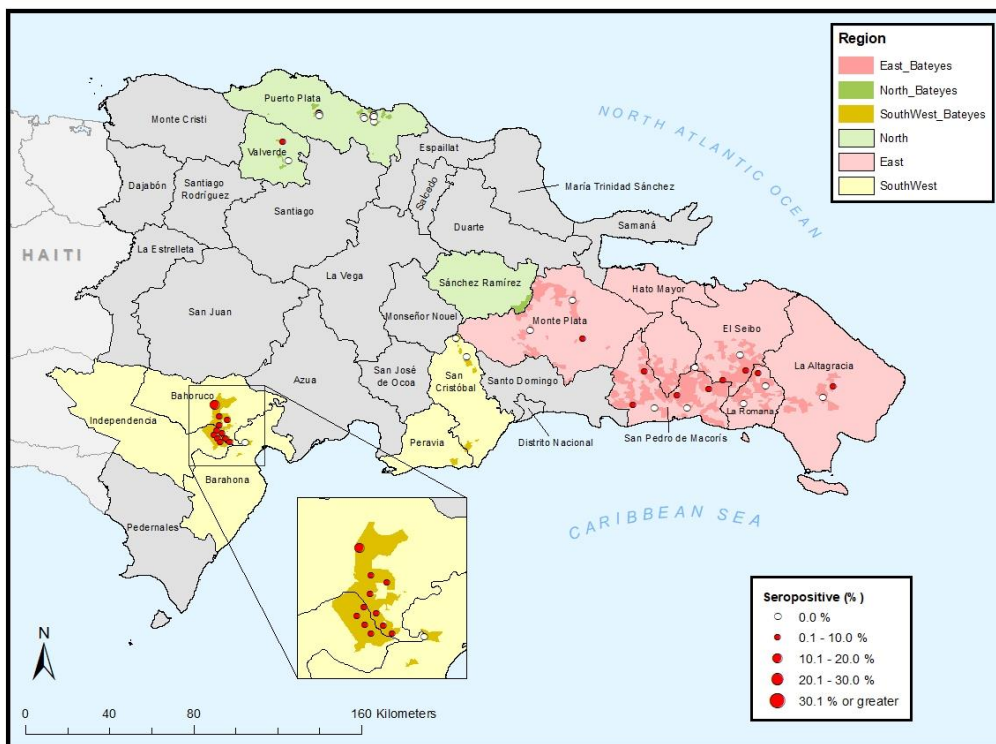 Region
East_Bateyes
North_Bateyes
SouthWest_Bateyes
North
East
SouthWest
NORTH ATLANTIC OCEAN
Puerto Plata
Monte Cristi
Valverde
Espaillat
Dajabón
Santiago
Rodríguez
Santiago
Salcedo
María Trinidad Sánchez
Duarte
Samaná
HAITI
La Estrelleta
La Vega
Sánchez Ramírez
Hato Mayor
San Juan
Monseñor Nouel
Monte Plata
El Seibo
La Altagracia
Azua
San José
de Ocoa
San
Cristóbal
Santo Domingo
Bahoruco
Independencia
La Romana
Peravia
Distrito Nacional
San Pedro de Macorís
Barahona
Pedernales
CARIBBEAN SEA
Seropositive (%)
0.0 %
0.1 - 10.0 %
10.1 - 20.0 %
20.1 - 30.0 %
30.1 % or greater
N
0 40 80 160 Kilometers